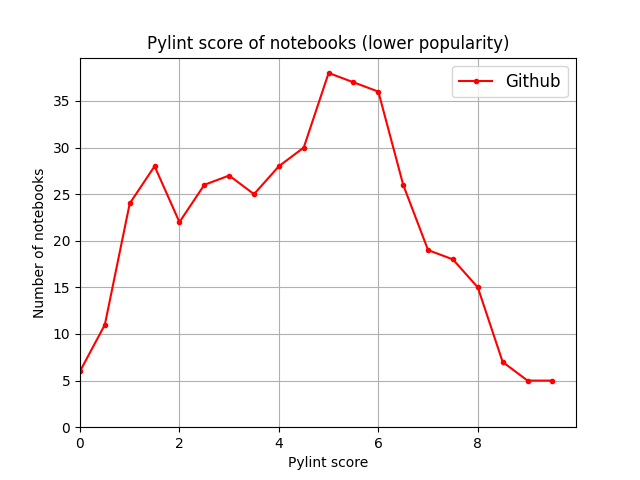 Pylint score of notebooks (lower popularity)
Github
Number of notebooks
35
30
25
20
15
10
5
0
0 2 4 6 8
Pylint score